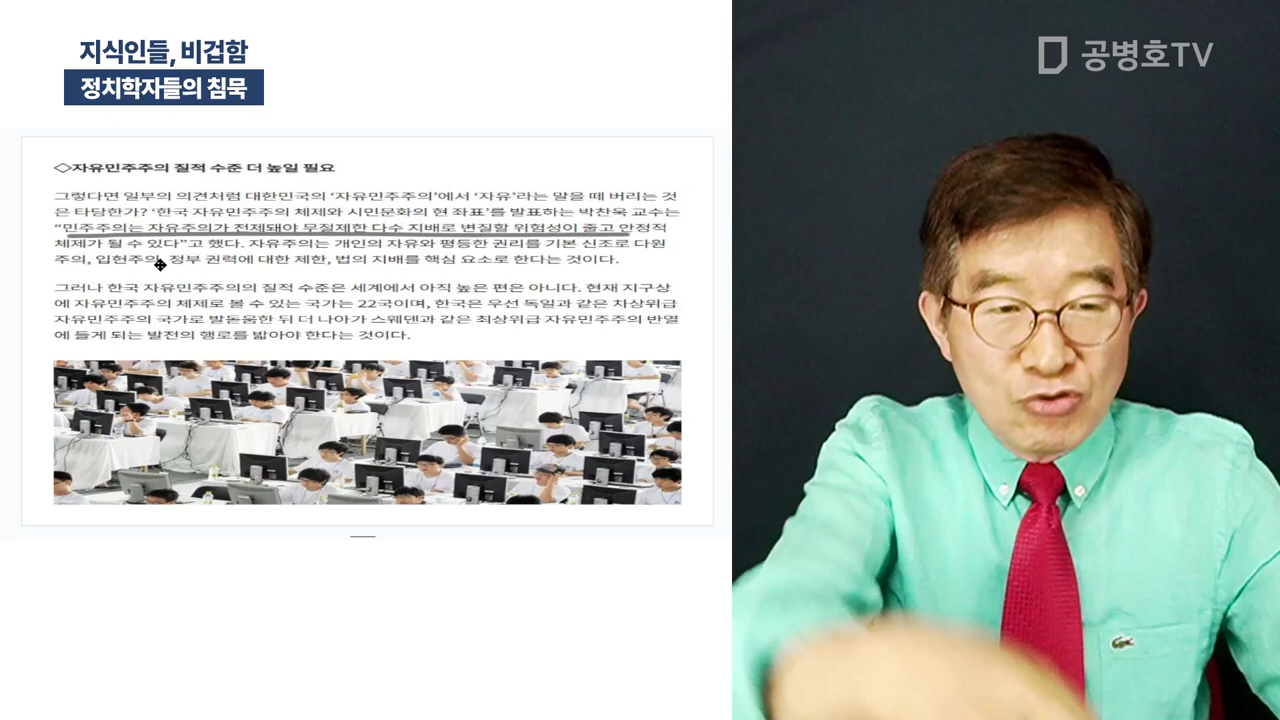 지식인들, 비겁함
정치학자들의 침묵
공병호TV
◇자유민주주의 질적 수준 더 높일 필요
그렇다면 일부의 의견처럼 대한민국의 ‘자유민주주의’에서 ‘자유’라는 말을 떼 버리는 것
은 타당한가? ‘한국 자유민주주의 체제와 시민문화의 현 좌표’를 발표하는 박찬욱 교수는
“민주주의는 자유주의가 전제돼야 무절제한 다수 지배로 변질할 위험성이 줄고 안정적
체제가 될 수 있다”고 했다. 자유주의는 개인의 자유와 평등한 권리를 기본 신조로 다원
주의, 입헌주의, 정부 권력에 대한 제한, 법의 지배를 핵심 요소로 한다는 것이다.
그러나 한국 자유민주주의의 질적 수준은 세계에서 아직 높은 편은 아니다. 현재 지구상
에 자유민주주의 체제로 볼 수 있는 국가는 22국이며, 한국은 우선 독일과 같은 차상위급
자유민주주의 국가로 발돋움한 뒤 더 나아가 스웨덴과 같은 최상위급 자유민주주의 반열
에 들게 되는 발전의 행로를 밟아야 한다는 것이다.